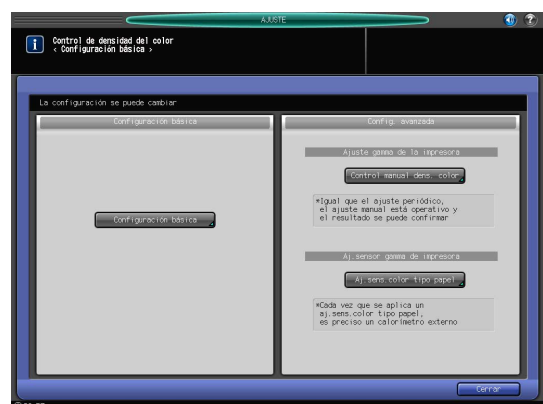 AJUSTE
Control de densidad del color
< Configuración básica >
La configuración se puede cambiar
Configuración básica
Configuración básica
Config. avanzada
Ajuste gamma de la impresora
Control manual dens. color
*Igual que el ajuste periódico,
el ajuste manual está operativo y
el resultado se puede confirmar
Aj.sensor gamma de impresora
Aj.sens.color tipo papel
*Cada vez que se aplica un
aj.sens.color tipo papel,
es preciso un calorímetro externo
Cerrar